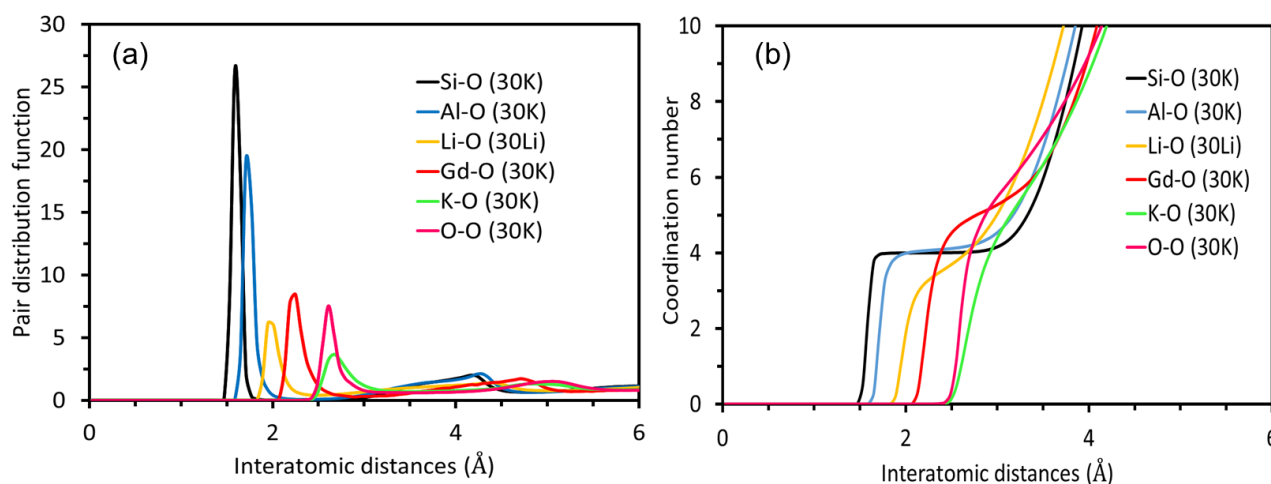 (a)
Pair distribution function
30
25
20
15
10
5
0
Si-O (30K)
Al-O (30K)
Li-O (30Li)
Gd-O (30K)
K-O (30K)
O-O (30K)
0 2 4 6
Interatomic distances (Å)
(b)
Coordination number
10
8
6
4
2
0
Si-O (30K)
Al-O (30K)
Li-O (30Li)
Gd-O (30K)
K-O (30K)
O-O (30K)
0 2 4 6
Interatomic distances (Å)